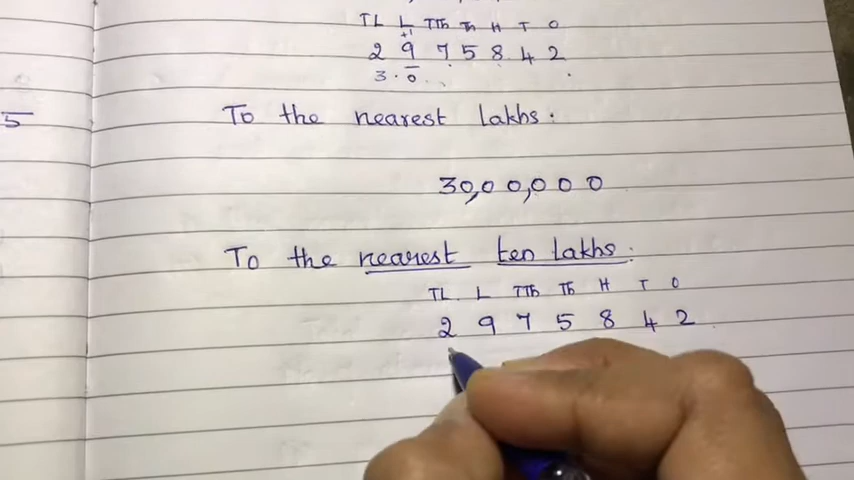 TL L TTh Th H T O
+1
2 9 7 5 8 4 2
3 0
5
To the nearest lakhs.
30,00,000
To the nearest ten lakhs.
TL L TTh Th H T O
2 9 7 5 8 4 2